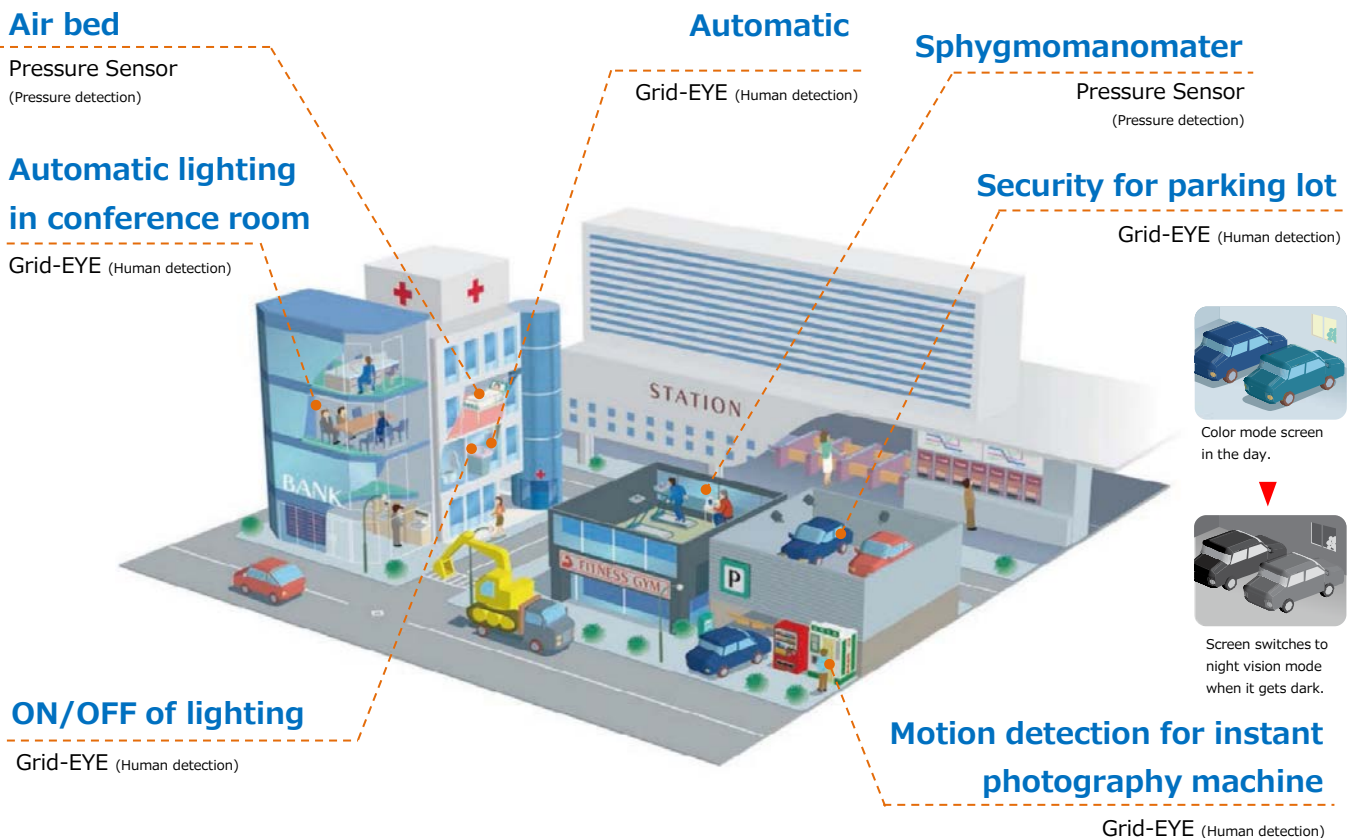 Air bed
Pressure Sensor
(Pressure detection)
Automatic
Grid-EYE (Human detection)
Sphygmomanomater
Pressure Sensor
(Pressure detection)
Automatic lighting
in conference room
Grid-EYE (Human detection)
Security for parking lot
Grid-EYE (Human detection)
Color mode screen
in the day.
Screen switches to
night vision mode
when it gets dark.
STATION
BANK
FITNESS GYM
P
ON/OFF of lighting
Grid-EYE (Human detection)
Motion detection for instant
photography machine
Grid-EYE (Human detection)